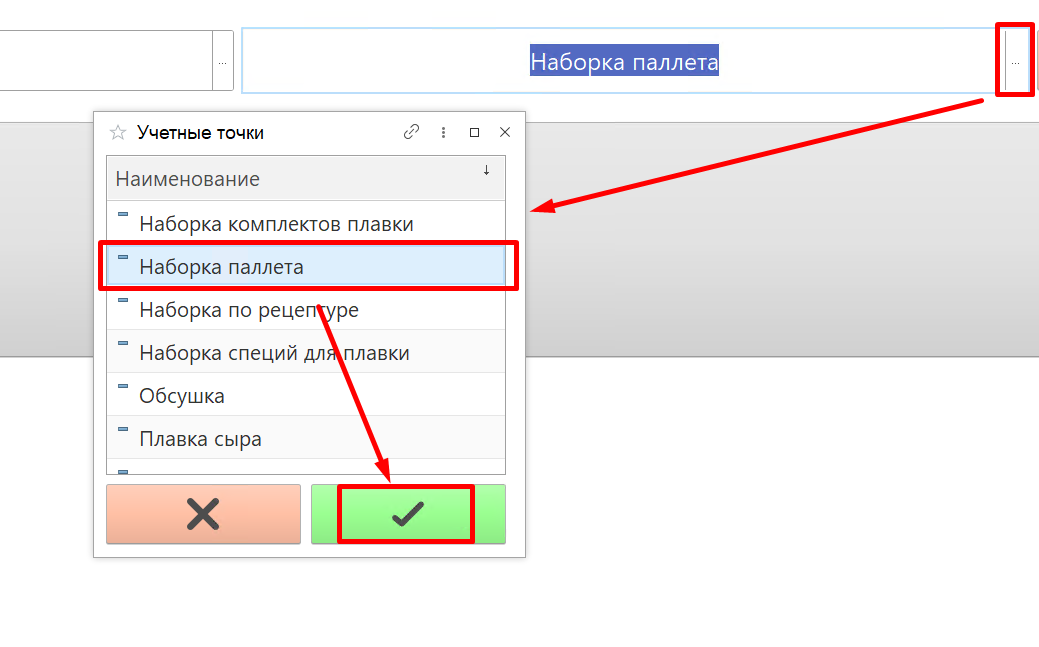 ...
Наборка паллета
...
Учетные точки
Наименование
Наборка комплектов плавки
Наборка паллета
Наборка по рецептуре
Наборка специй для плавки
Обсушка
Плавка сыра